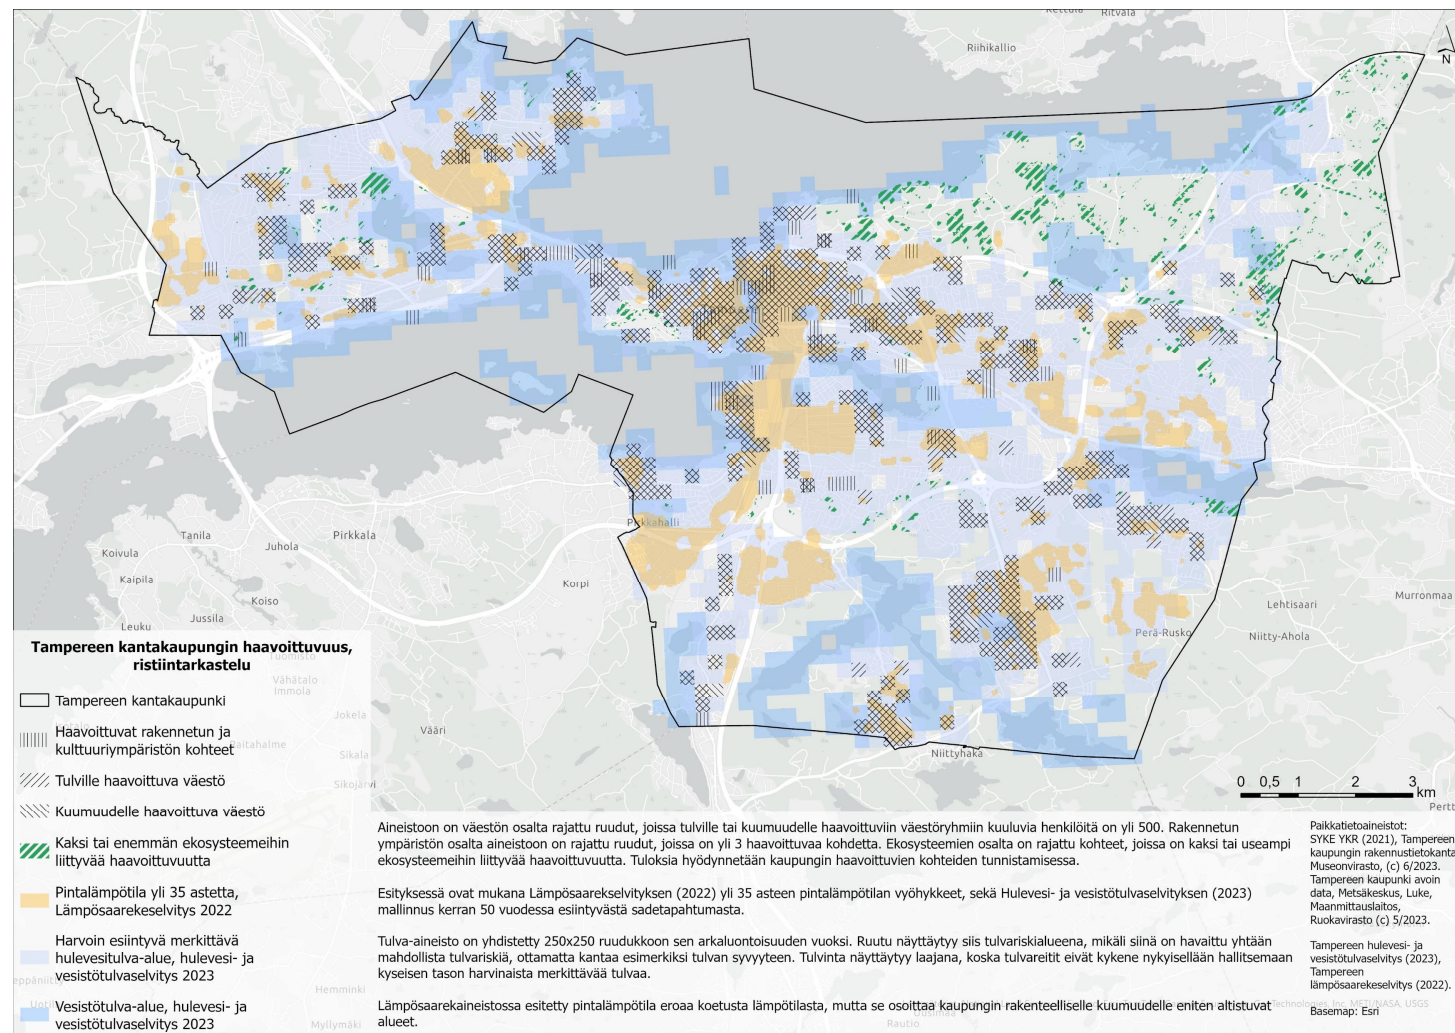 Kettula
Ritvala
Riihikallio
N
Pirkkahalli
Tanila
Juhola
Pirkkala
Koivula
Kaipila
Korpi
Koiso
Jussila
Leuku
Lehtisaari
Murronmaa
Niitty-Ahola
Perä-Rusko
Niittyhaka
Tampereen kantakaupungin haavoittuvuus,
ristiintarkastelu
Tuomisto
Vähätalo
Immola
Jokela
Vääri
Sikala
Sikojärvi
Tampereen kantakaupunki
Haavoittuvat rakennetun ja
kulttuuriympäristön kohteet
Tulville haavoittuva väestö
Kuumuudelle haavoittuva väestö
Kaksi tai enemmän ekosysteemeihin
liittyvää haavoittuvuutta
Pintalämpötila yli 35 astetta,
Lämpösaarekeselvitys 2022
Harvoin esiintyvä merkittävä
hulevesitulva-alue, hulevesi- ja
vesistötulvaselvitys 2023
Vesistötulva-alue, hulevesi- ja
vesistötulvaselvitys 2023
Hemminki
Myllymäki
0 0,5 1 2 3
km
Aineistoon on väestön osalta rajattu ruudut, joissa tulville tai kuumuudelle haavoittuviin väestöryhmiin kuuluvia henkilöitä on yli 500. Rakennetun
ympäristön osalta aineistoon on rajattu ruudut, joissa on yli 3 haavoittuvaa kohdetta. Ekosysteemien osalta on rajattu kohteet, joissa on kaksi tai useampi
ekosysteemeihin liittyvää haavoittuvuutta. Tuloksia hyödynnetään kaupungin haavoittuvien kohteiden tunnistamisessa.
Esityksessä ovat mukana Lämpösaarekselvityksen (2022) yli 35 asteen pintalämpötilan vyöhykkeet, sekä Hulevesi- ja vesistötulvaselvityksen (2023)
mallinnus kerran 50 vuodessa esiintyvästä sadetapahtumasta.
Tulva-aineisto on yhdistetty 250x250 ruudukkoon sen arkaluontoisuuden vuoksi. Ruutu näyttäytyy siis tulvariskialueena, mikäli siinä on havaittu yhtään
mahdollista tulvariskiä, ottamatta kantaa esimerkiksi tulvan syvyyteen. Tulvinta näyttäytyy laajana, koska tulvareitit eivät kykene nykyisellään hallitsemaan
kyseisen tason harvinaista merkittävää tulvaa.
Lämpösaarekaineistossa esitetty pintalämpötila eroaa koetusta lämpötilasta, mutta se osoittaa kaupungin rakenteelliselle kuumuudelle eniten altistuvat
alueet.
Rautio
Paikkatietoaineistot:
SYKE YKR (2021), Tampereen
kaupungin rakennustietokanta,
Museonvirasto, (c) 6/2023.
Tampereen kaupunki avoin
data, Metsäkeskus, Luke,
Maanmittauslaitos,
Ruokavirasto (c) 5/2023.
Tampereen hulevesi- ja
vesistötulvaselvitys (2023),
Tampereen
lämpösaarekeselvitys (2022).
Technologies, Inc, METI/NASA, USGS
Basemap: Esri